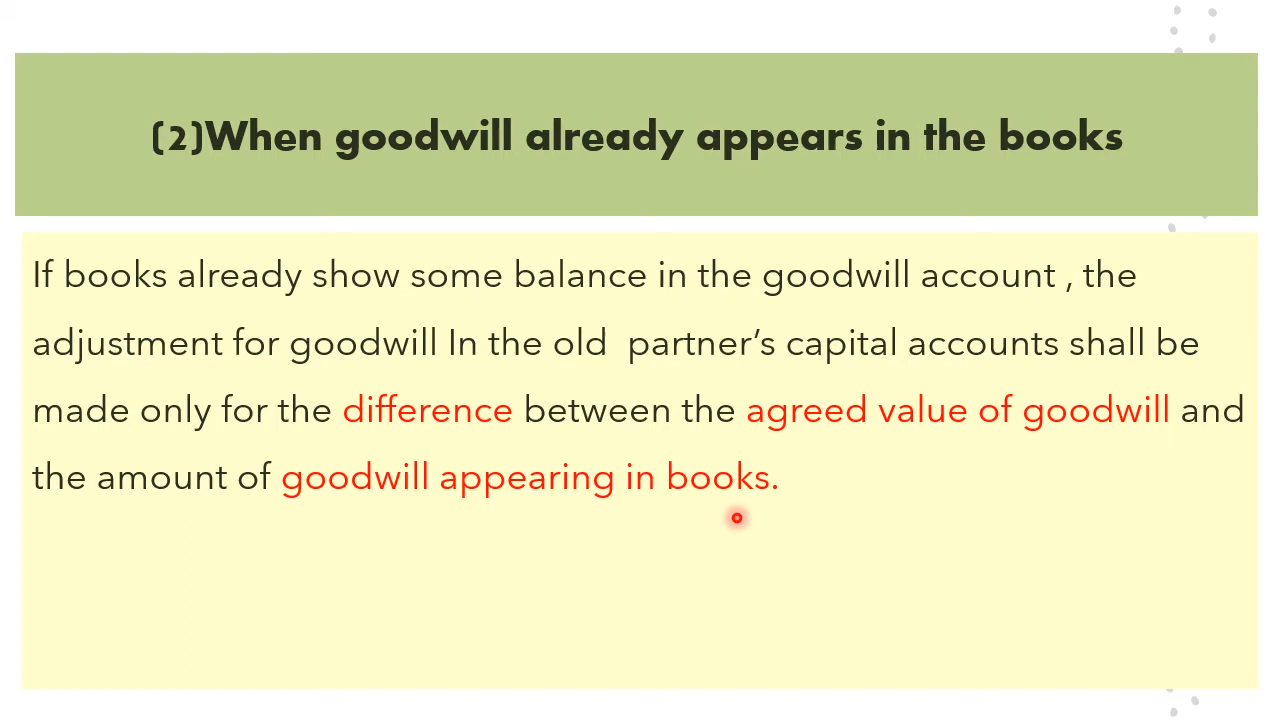 (2)When goodwill already appears in the books
If books already show some balance in the goodwill account , the
adjustment for goodwill In the old  partner’s capital accounts shall be
made only for the difference between the agreed value of goodwill and
the amount of goodwill appearing in books.